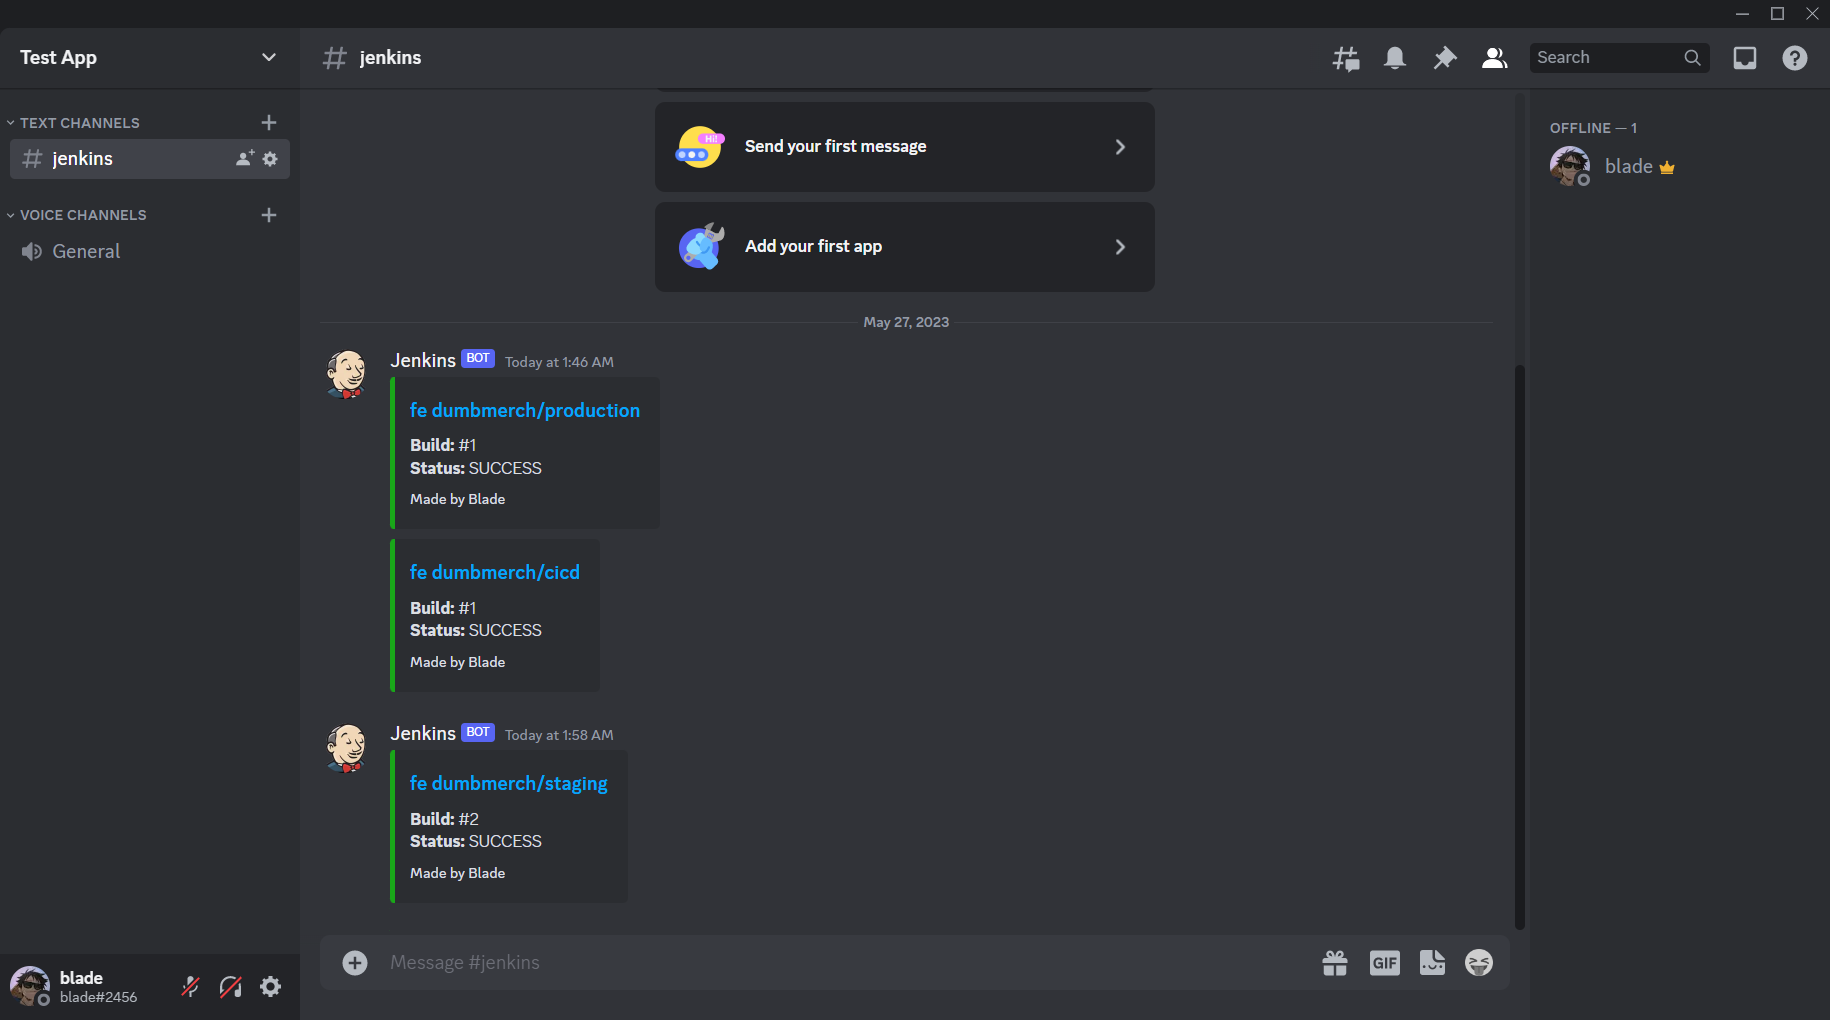 Test App
jenkins
Search
TEXT CHANNELS
jenkins
VOICE CHANNELS
General
Hi!
Send your first message
Add your first app
May 27, 2023
Jenkins BOT Today at 1:46 AM
fe dumbmerch/production
Build: #1
Status: SUCCESS
Made by Blade
fe dumbmerch/cicd
Build: #1
Status: SUCCESS
Made by Blade
Jenkins BOT Today at 1:58 AM
fe dumbmerch/staging
Build: #2
Status: SUCCESS
Made by Blade
Message #jenkins
GIF
OFFLINE — 1
blade
blade
blade#2456